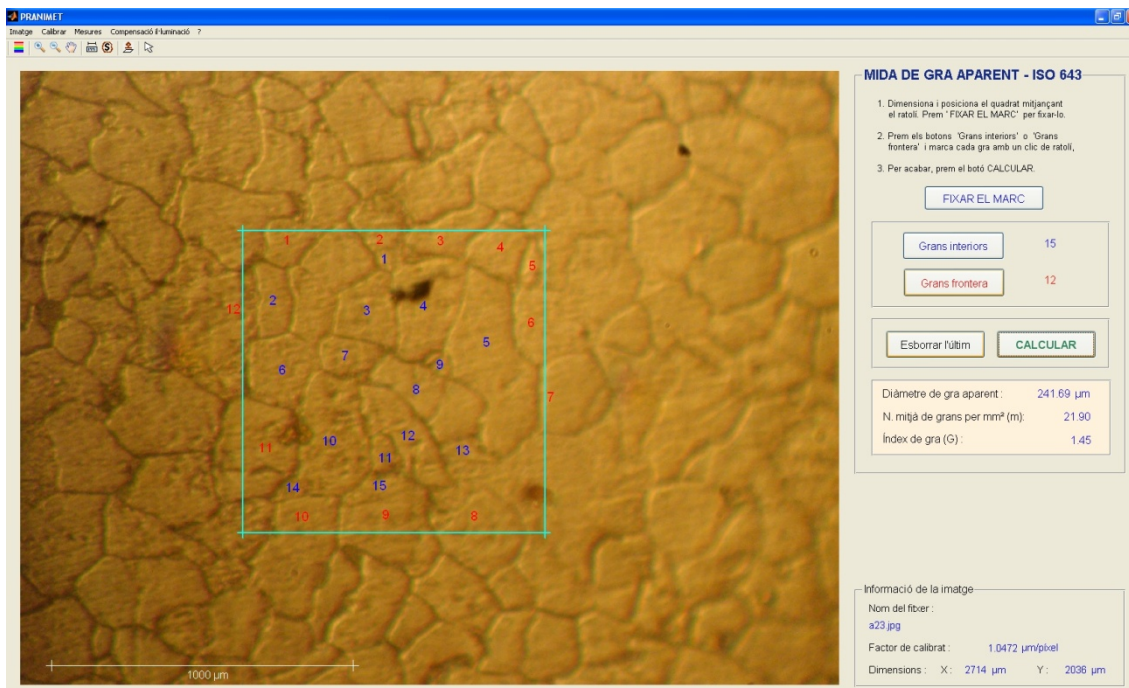 PRANIMET
Imatge Calibrar Mesures Compensació il·luminació ?
MIDA DE GRA APARENT - ISO 643
1. Dimensiona i posiciona el quadrat mitjançant
el ratolí. Prem 'FIXAR EL MARC' per fixar-lo.
2. Prem els botons 'Grans interiors' o 'Grans
frontera' i marca cada gra amb un clic de ratolí,
3. Per acabar, prem el botó CALCULAR.
FIXAR EL MARC
Grans interiors 15
Grans frontera 12
Esborrar l'últim CALCULAR
Diàmetre de gra aparent : 241.69 µm
N. mitjà de grans per mm² (m): 21.90
Índex de gra (G) : 1.45
1 2 3 4
1 5
2 12 3 4 6
5
7
6 9
8 7
10 12
11 11 13
14 15
10 9 8
1000 µm
Informació de la imatge
Nom del fitxer :
a23.jpg
Factor de calibrat : 1.0472 µm/píxel
Dimensions : X: 2714 µm Y: 2036 µm